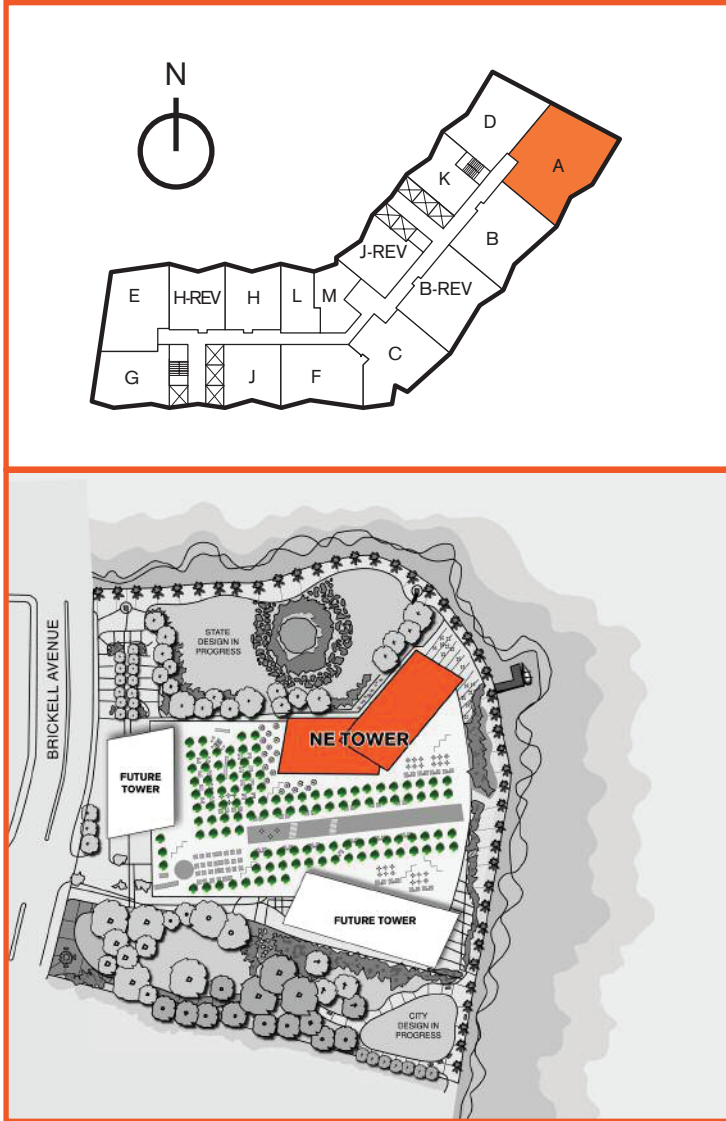 N
D
A
K
B
J-REV
B-REV
E
H-REV
H
L
M
G
J
F
C
BRICKELL AVENUE
STATE
DESIGN IN
PROGRESS
NE TOWER
FUTURE
TOWER
FUTURE TOWER
CITY
DESIGN IN
PROGRESS